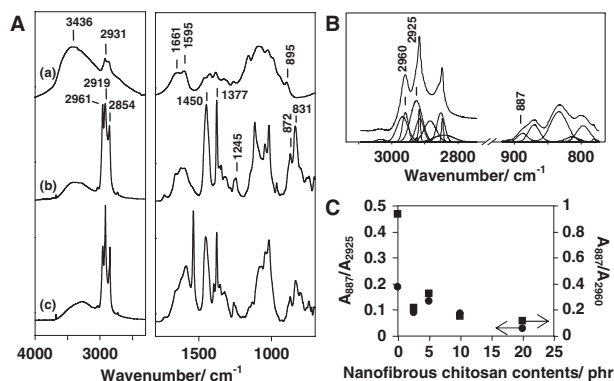 A
3436
2931
1661
1595
895
(a)
2919
2961
2854
1450
1377
1245
872
831
(b)
(c)
4000 3000 1500 1000
Wavenumber/ cm-1
B
2960
2925
887
3000 2800 900 800
Wavenumber/ cm-1
C
0.5 1
0.4 0.8
0.3 0.6
0.2 0.4
0.1 0.2
0 0
A887/A2925
A887/A2960
0 5 10 15 20 25
Nanofibrous chitosan contents/ phr